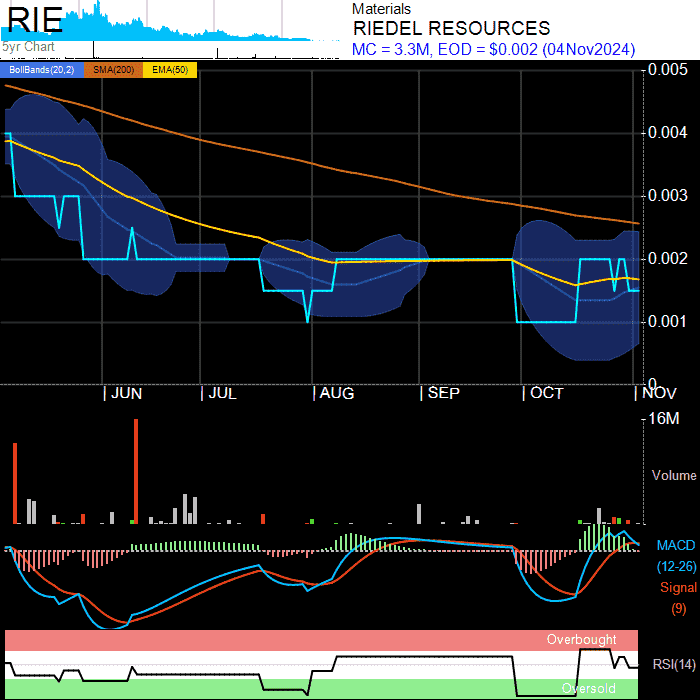 RIE
5yr Chart
Materials
RIEDEL RESOURCES
MC = 3.3M, EOD = $0.002 (04Nov2024)
BollBands(20,2) SMA(200) EMA(50)
0.005
0.004
0.003
0.002
0.001
0
JUN JUL AUG SEP OCT NOV
16M
Volume
MACD
(12-26)
Signal
(9)
Overbought
RSI(14)
Oversold